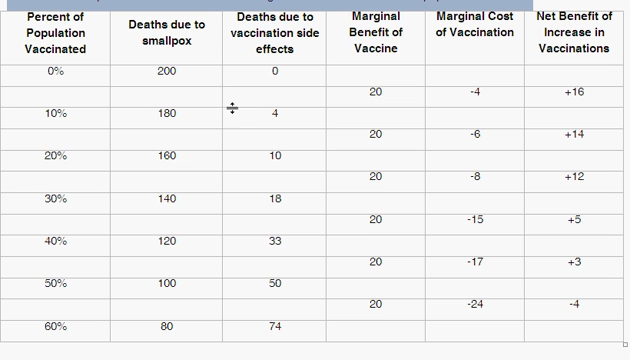 Percent of Population Vaccinated | Deaths due to smallpox | Deaths due to vaccination side effects | Marginal Benefit of Vaccine | Marginal Cost of Vaccination | Net Benefit of Increase in Vaccinations
0% 200 0
20 -4 +16
10% 180 4
20 -6 +14
20% 160 10
20 -8 +12
30% 140 18
20 -15 +5
40% 120 33
20 -17 +3
50% 100 50
20 -24 -4
60% 80 74